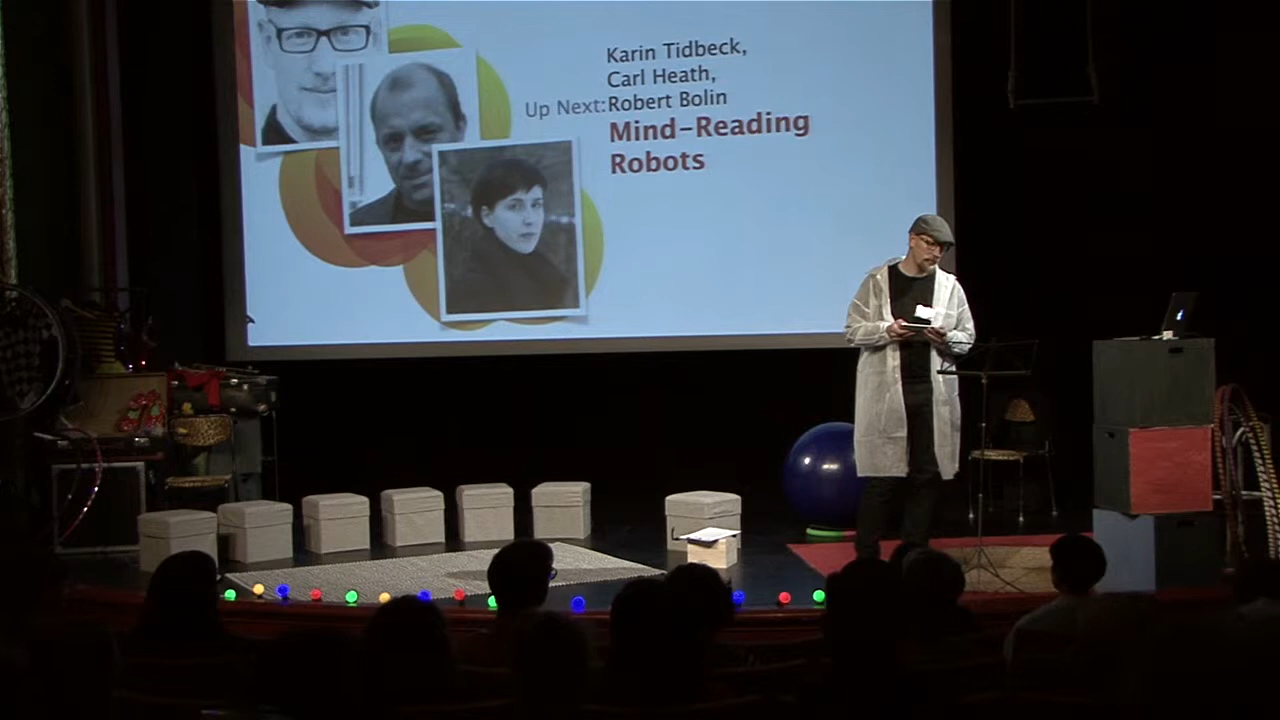 Karin Tidbeck,
Carl Heath,
Up Next: Robert Bolin
Mind-Reading
Robots